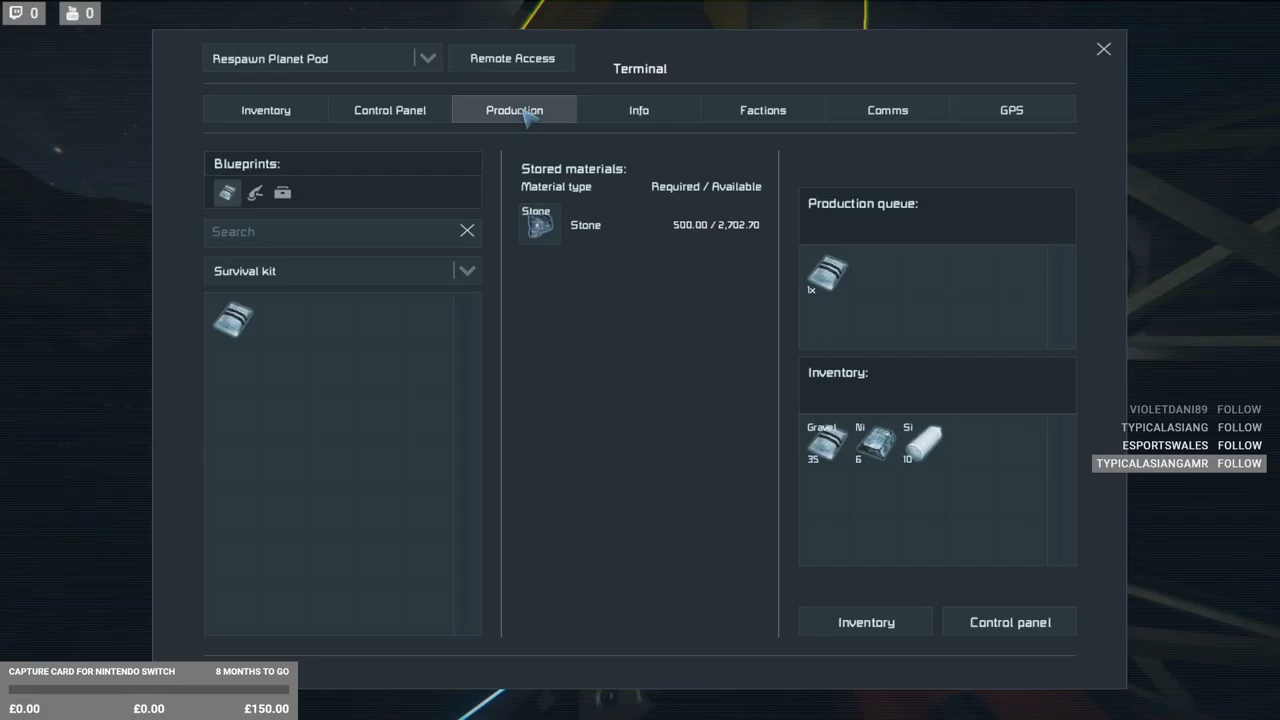 0 0
Respawn Planet Pod Remote Access
Terminal
Inventory Control Panel Production Info Factions Comms GPS
Blueprints:
Search
Survival kit
Stored materials:
Material type Required / Available
Stone
Stone 500.00 / 2,702.70
Production queue:
1x
Inventory:
Gravel Ni Si
35 6 10
Inventory Control panel
VIOLETDANI89 FOLLOW
TYPICALASIANG FOLLOW
ESPORTSWALES FOLLOW
TYPICALASIANGAMR FOLLOW
CAPTURE CARD FOR NINTENDO SWITCH 8 MONTHS TO GO
£0.00 £0.00 £150.00